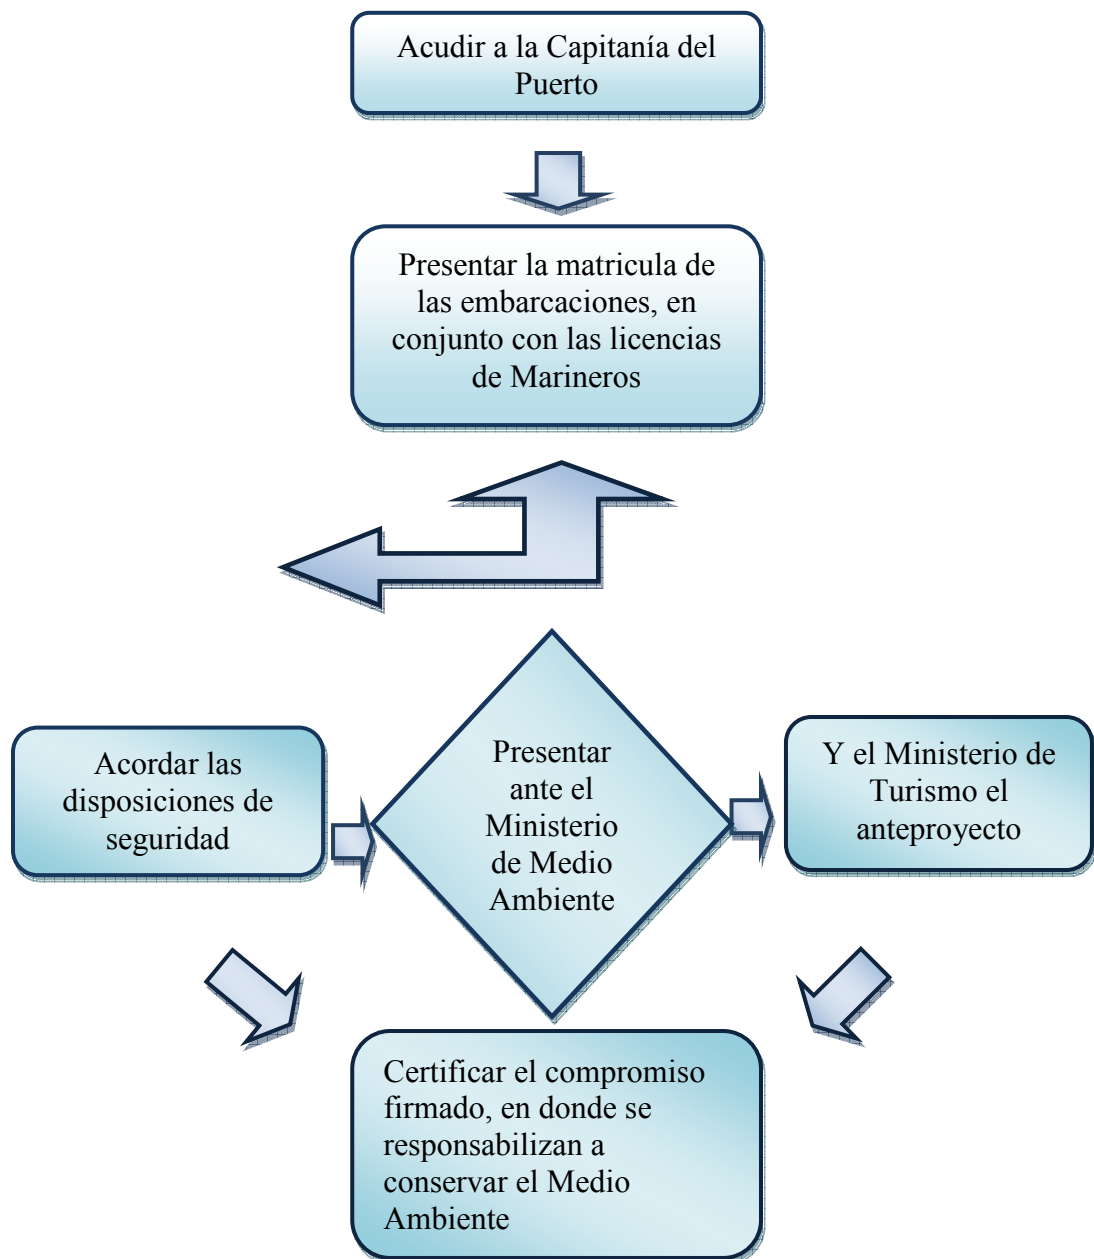 Acudir a la Capitanía del
Puerto
Presentar la matricula de
las embarcaciones, en
conjunto con las licencias
de Marineros
Acordar las
disposiciones de
seguridad
Presentar
ante el
Ministerio
de Medio
Ambiente
Y el Ministerio de
Turismo el
anteproyecto
Certificar el compromiso
firmado, en donde se
responsabilizan a
conservar el Medio
Ambiente